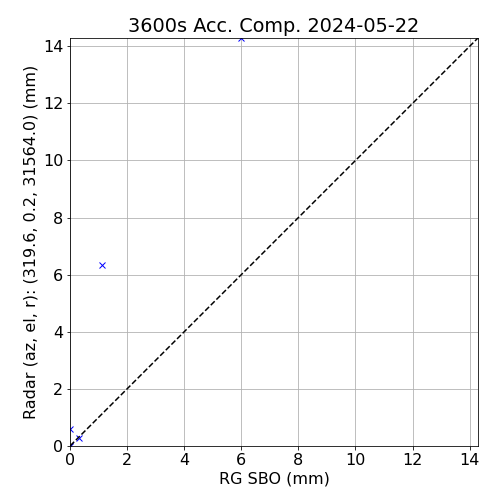 3600s Acc. Comp. 2024-05-22
Radar (az, el, r): (319.6, 0.2, 31564.0) (mm)
14
12
10
8
6
4
2
0
0 2 4 6 8 10 12 14
RG SBO (mm)